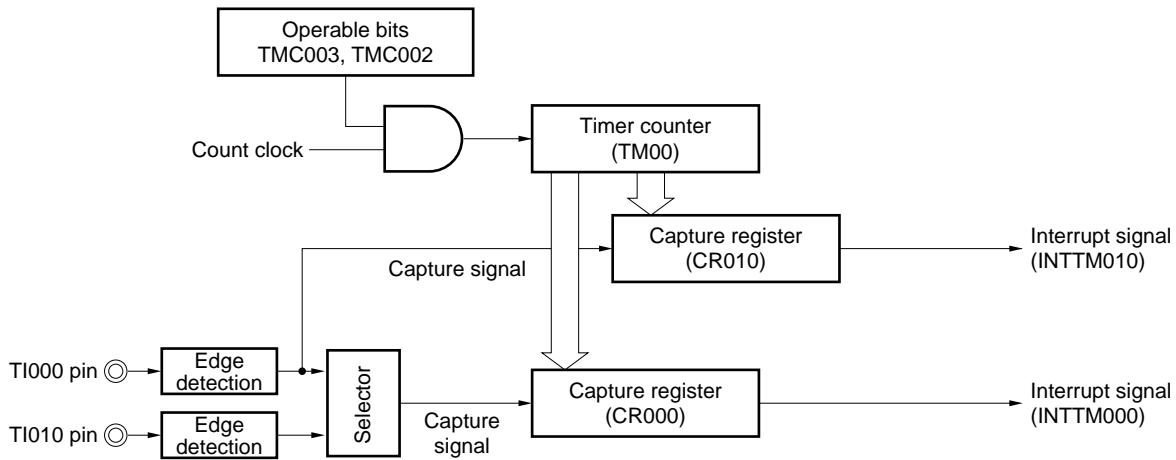 Operable bits
TMC003, TMC002
Count clock
Timer counter
(TM00)
Capture register
(CR010)
Interrupt signal
(INTTM010)
Capture signal
TI000 pin
Edge
detection
Selector
Capture register
(CR000)
Interrupt signal
(INTTM000)
TI010 pin
Edge
detection
Capture
signal